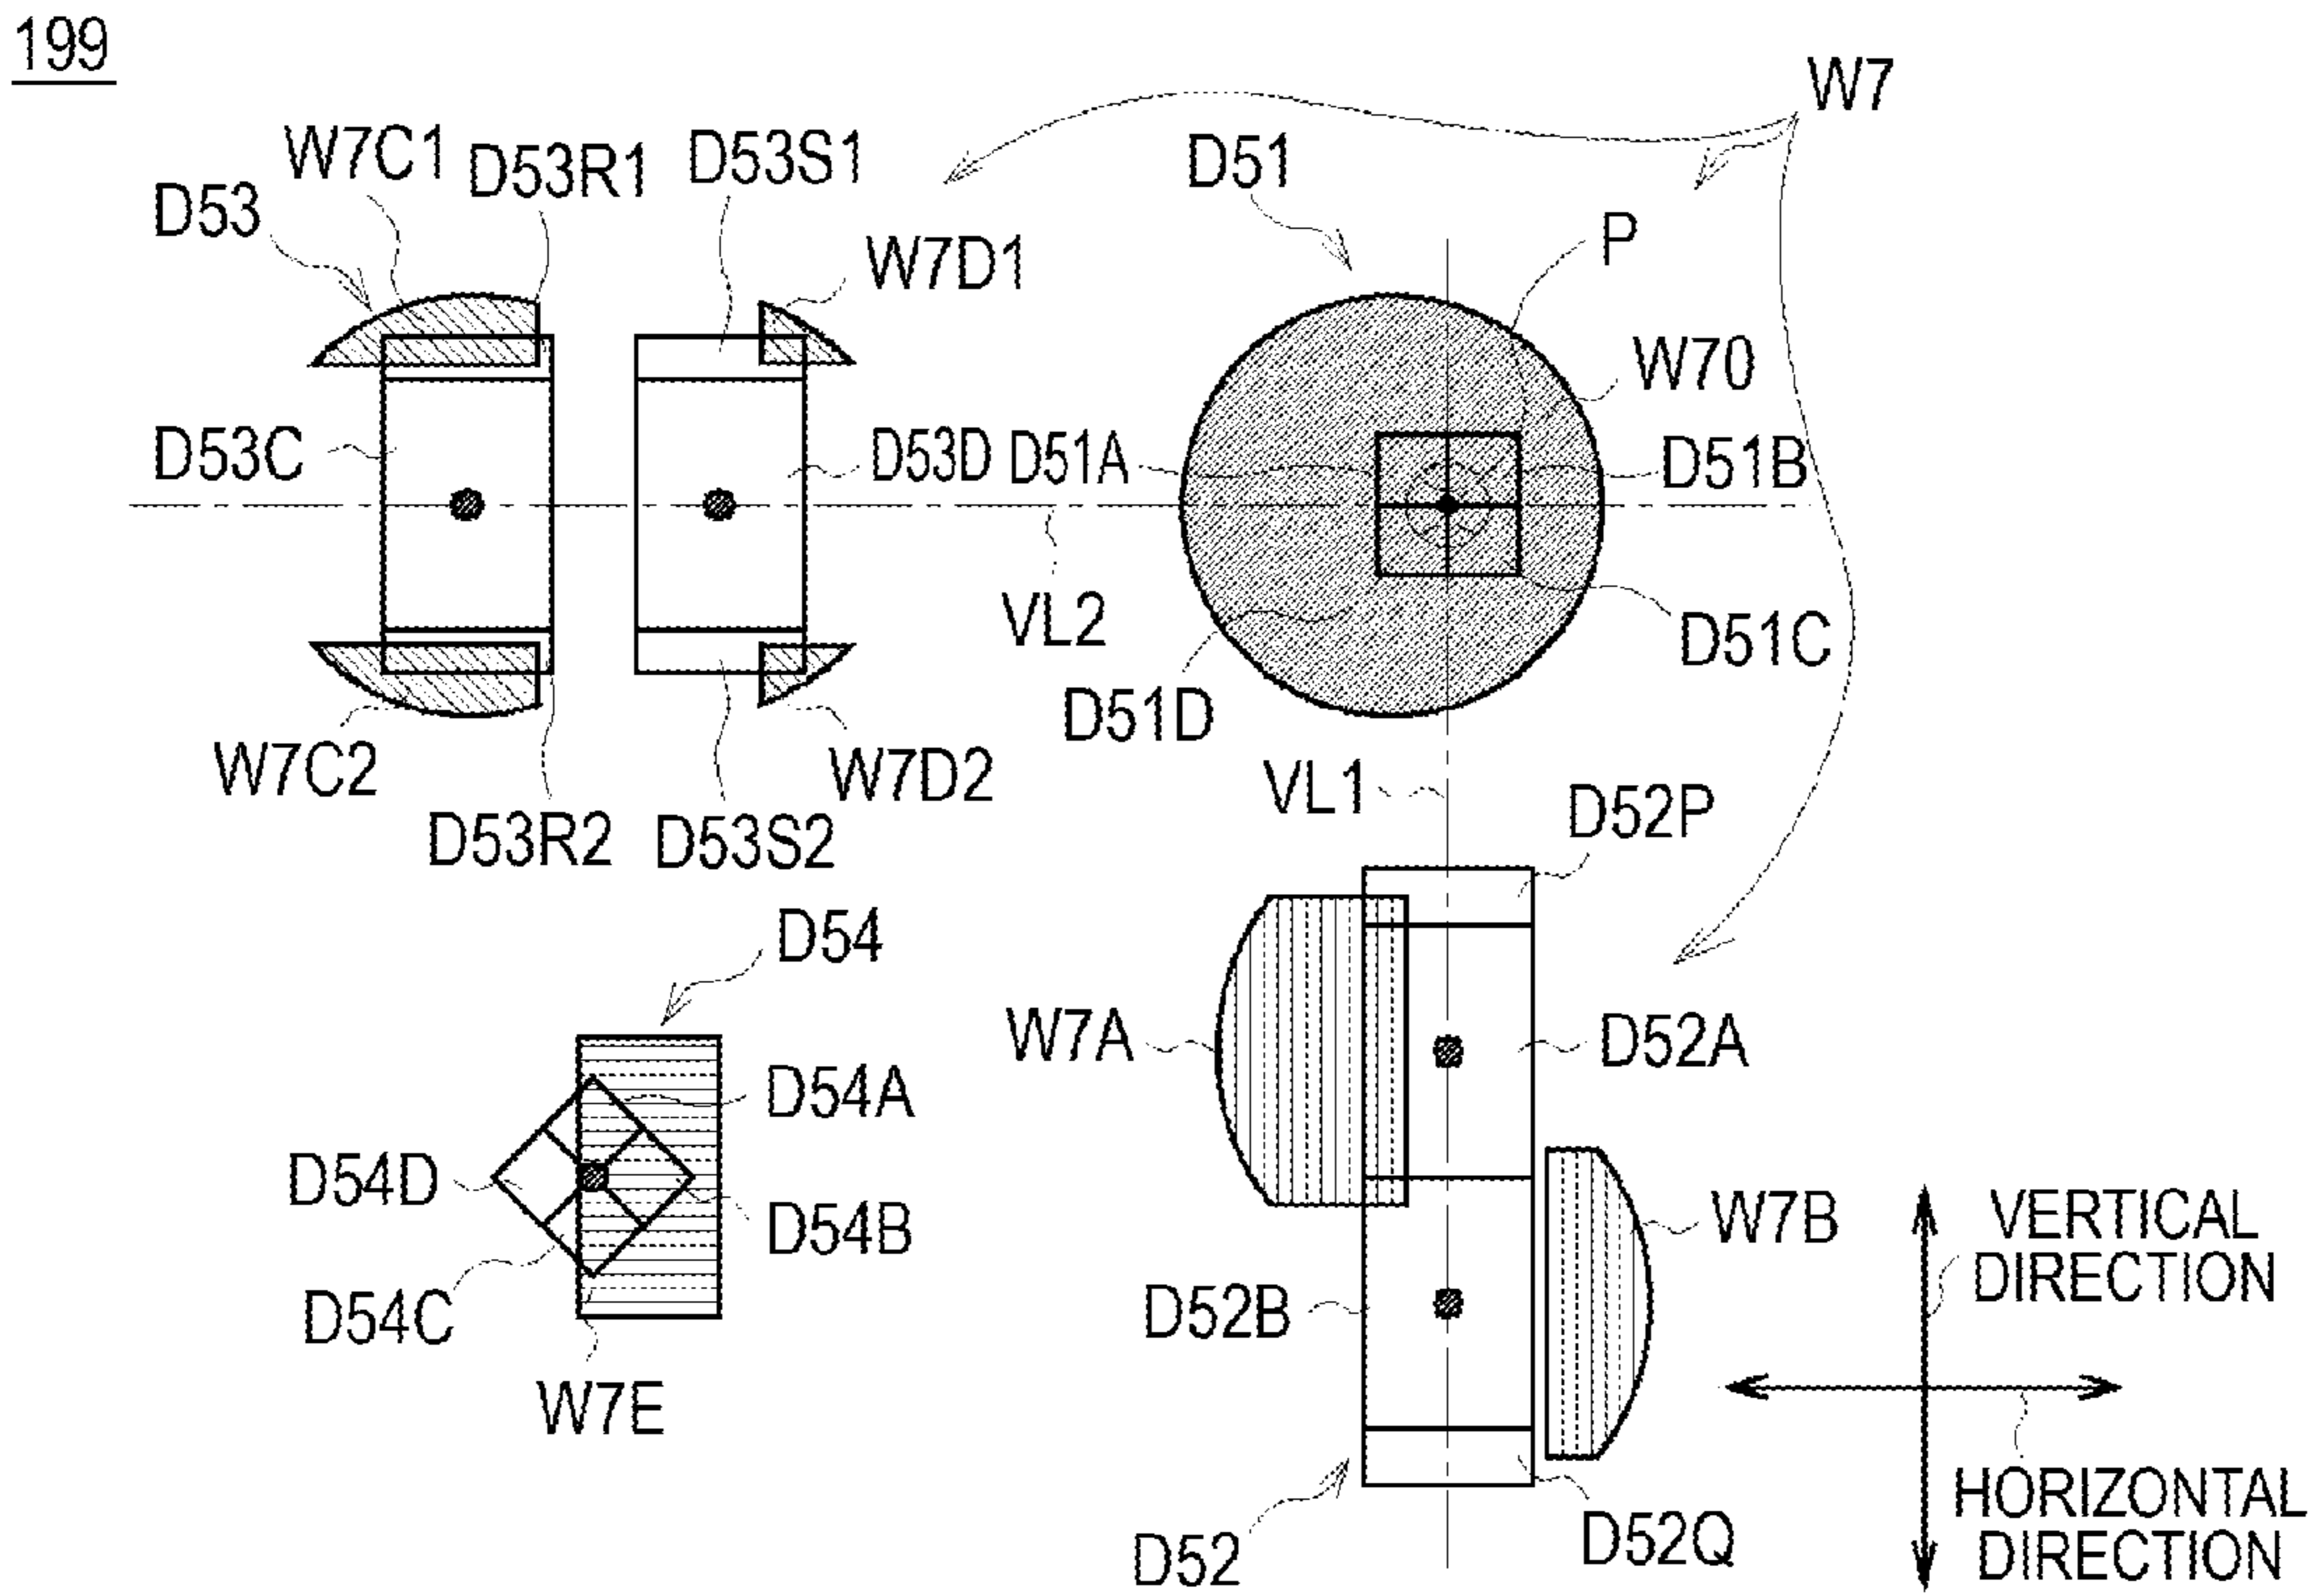 199
W7
W7C1
D53R1
D53S1
D51
D53
P
W7D1
W70
D53C
D53D
D51A
D51B
VL2
D51C
D51D
W7C2
W7D2
VL1
D52P
D53R2
D53S2
D54
W7A
D52A
D54A
D54D
D54B
W7B
VERTICAL
DIRECTION
D54C
D52B
W7E
HORIZONTAL
DIRECTION
D52
D52Q